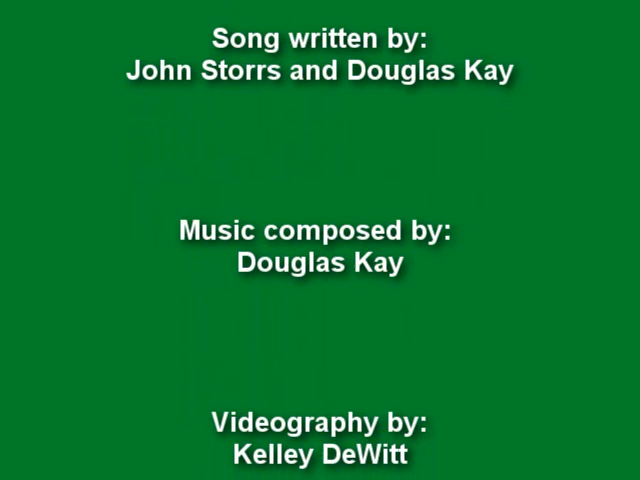 Song written by:
John Storrs and Douglas Kay
Music composed by:
Douglas Kay
Videography by:
Kelley DeWitt